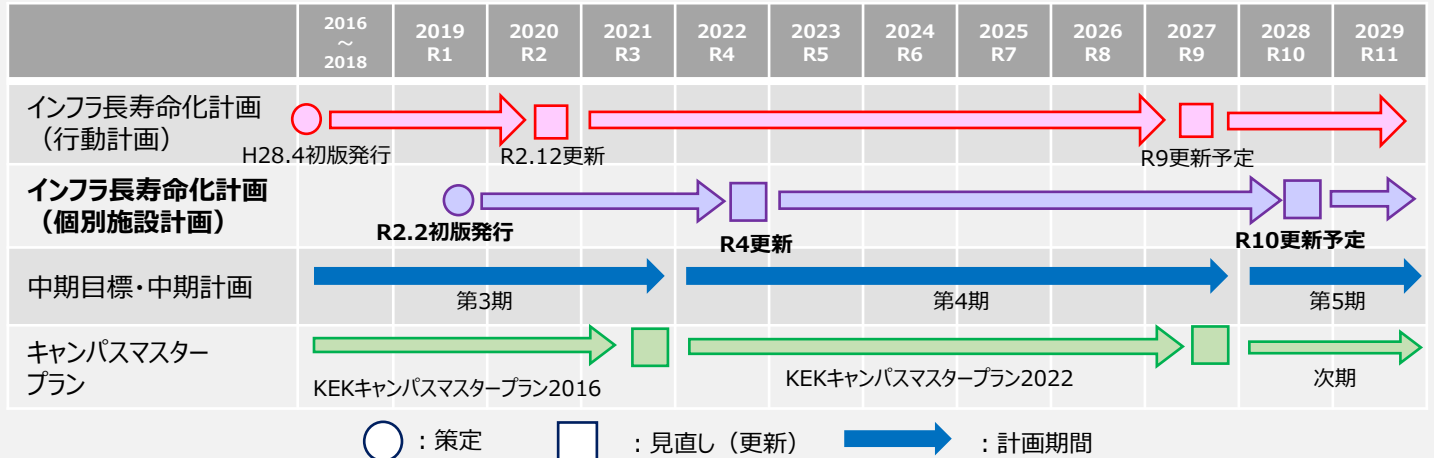 2016
～
2018
2019
R1
2020
R2
2021
R3
2022
R4
2023
R5
2024
R6
2025
R7
2026
R8
2027
R9
2028
R10
2029
R11
インフラ長寿命化計画
（行動計画）
H28.4初版発行
R2.12更新
R9更新予定
インフラ長寿命化計画
（個別施設計画）
R2.2初版発行
R4更新
R10更新予定
中期目標・中期計画
第3期
第4期
第5期
キャンパスマスター
プラン
KEKキャンパスマスタープラン2016
KEKキャンパスマスタープラン2022
次期
：策定
：見直し（更新）
：計画期間